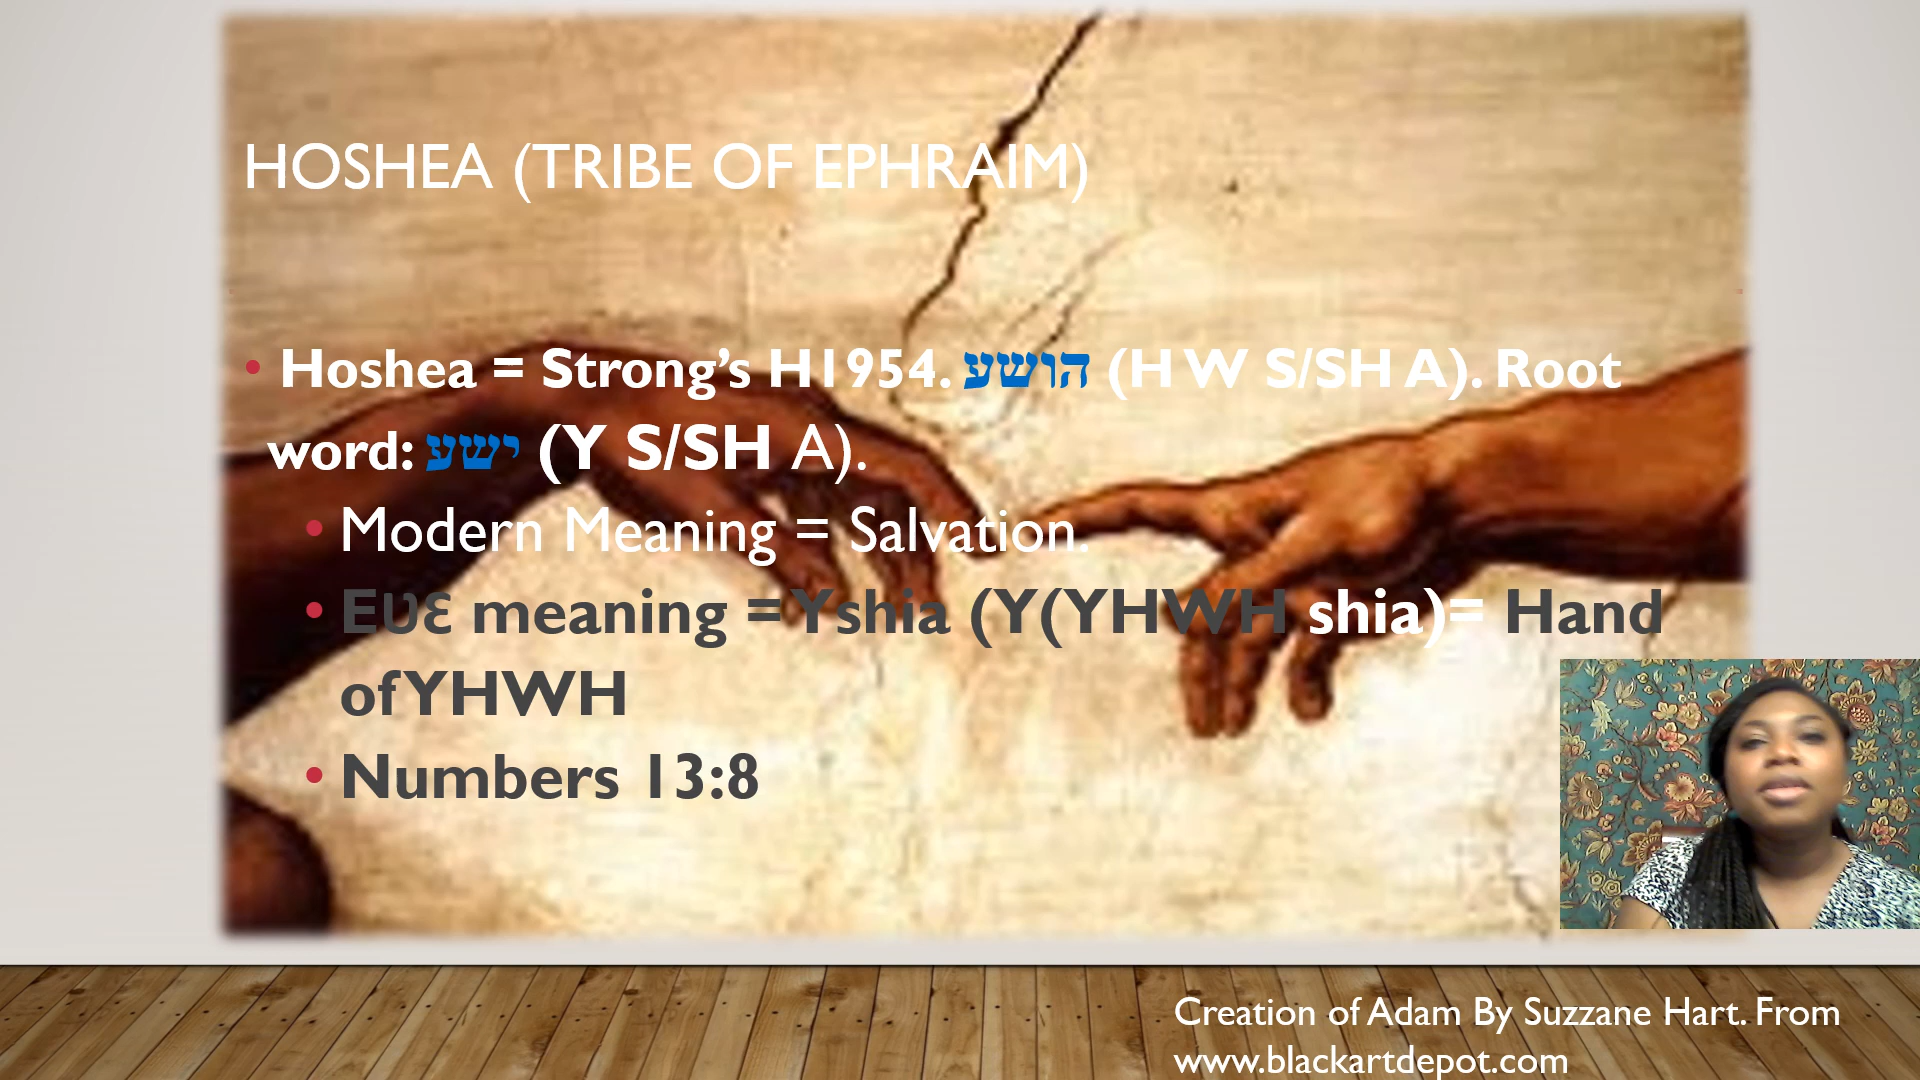 HOSHEA (TRIBE OF EPHRAIM)
• Hoshea = Strong’s H1954. הושע (H W S/SH A). Root
word: ישע (Y S/SH A).
• Modern Meaning = Salvation.
• Eʋɛ meaning = Yshia (Y(YHWH shia)= Hand
of YHWH
• Numbers 13:8
Creation of Adam By Suzzane Hart. From
www.blackartdepot.com